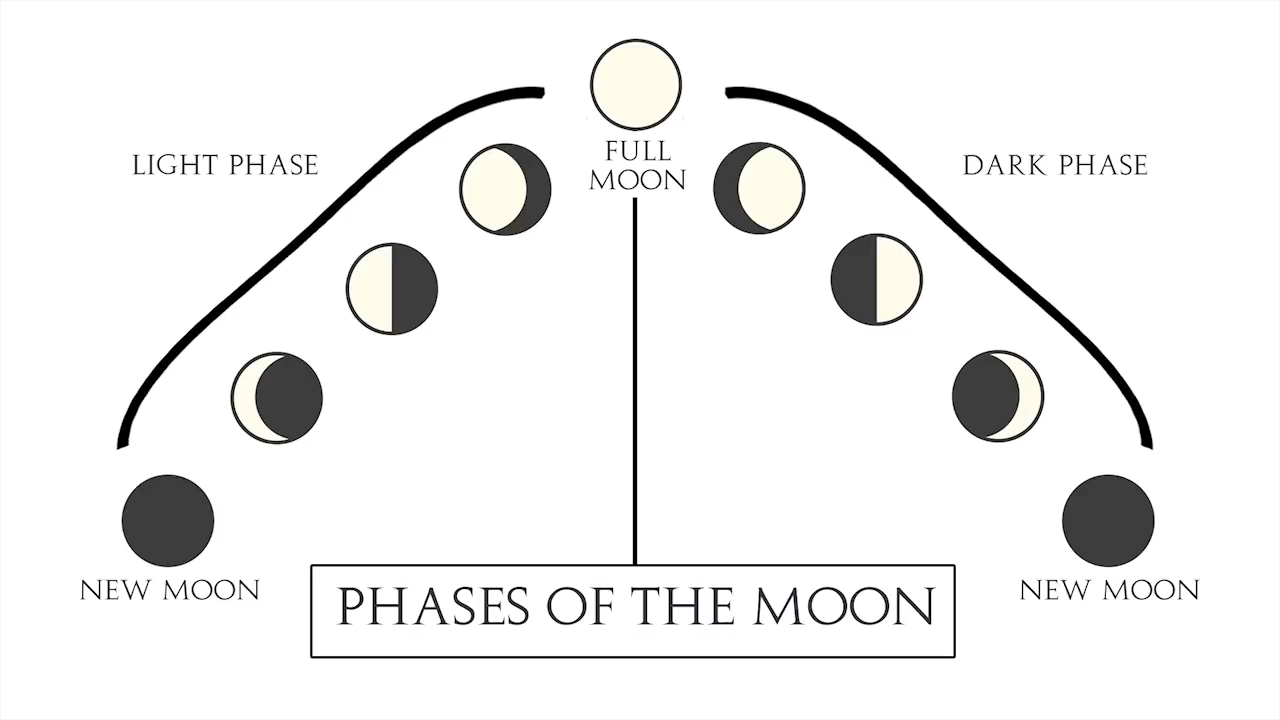 LIGHT PHASE
FULL
MOON
DARK PHASE
NEW MOON
NEW MOON
PHASES OF THE MOON